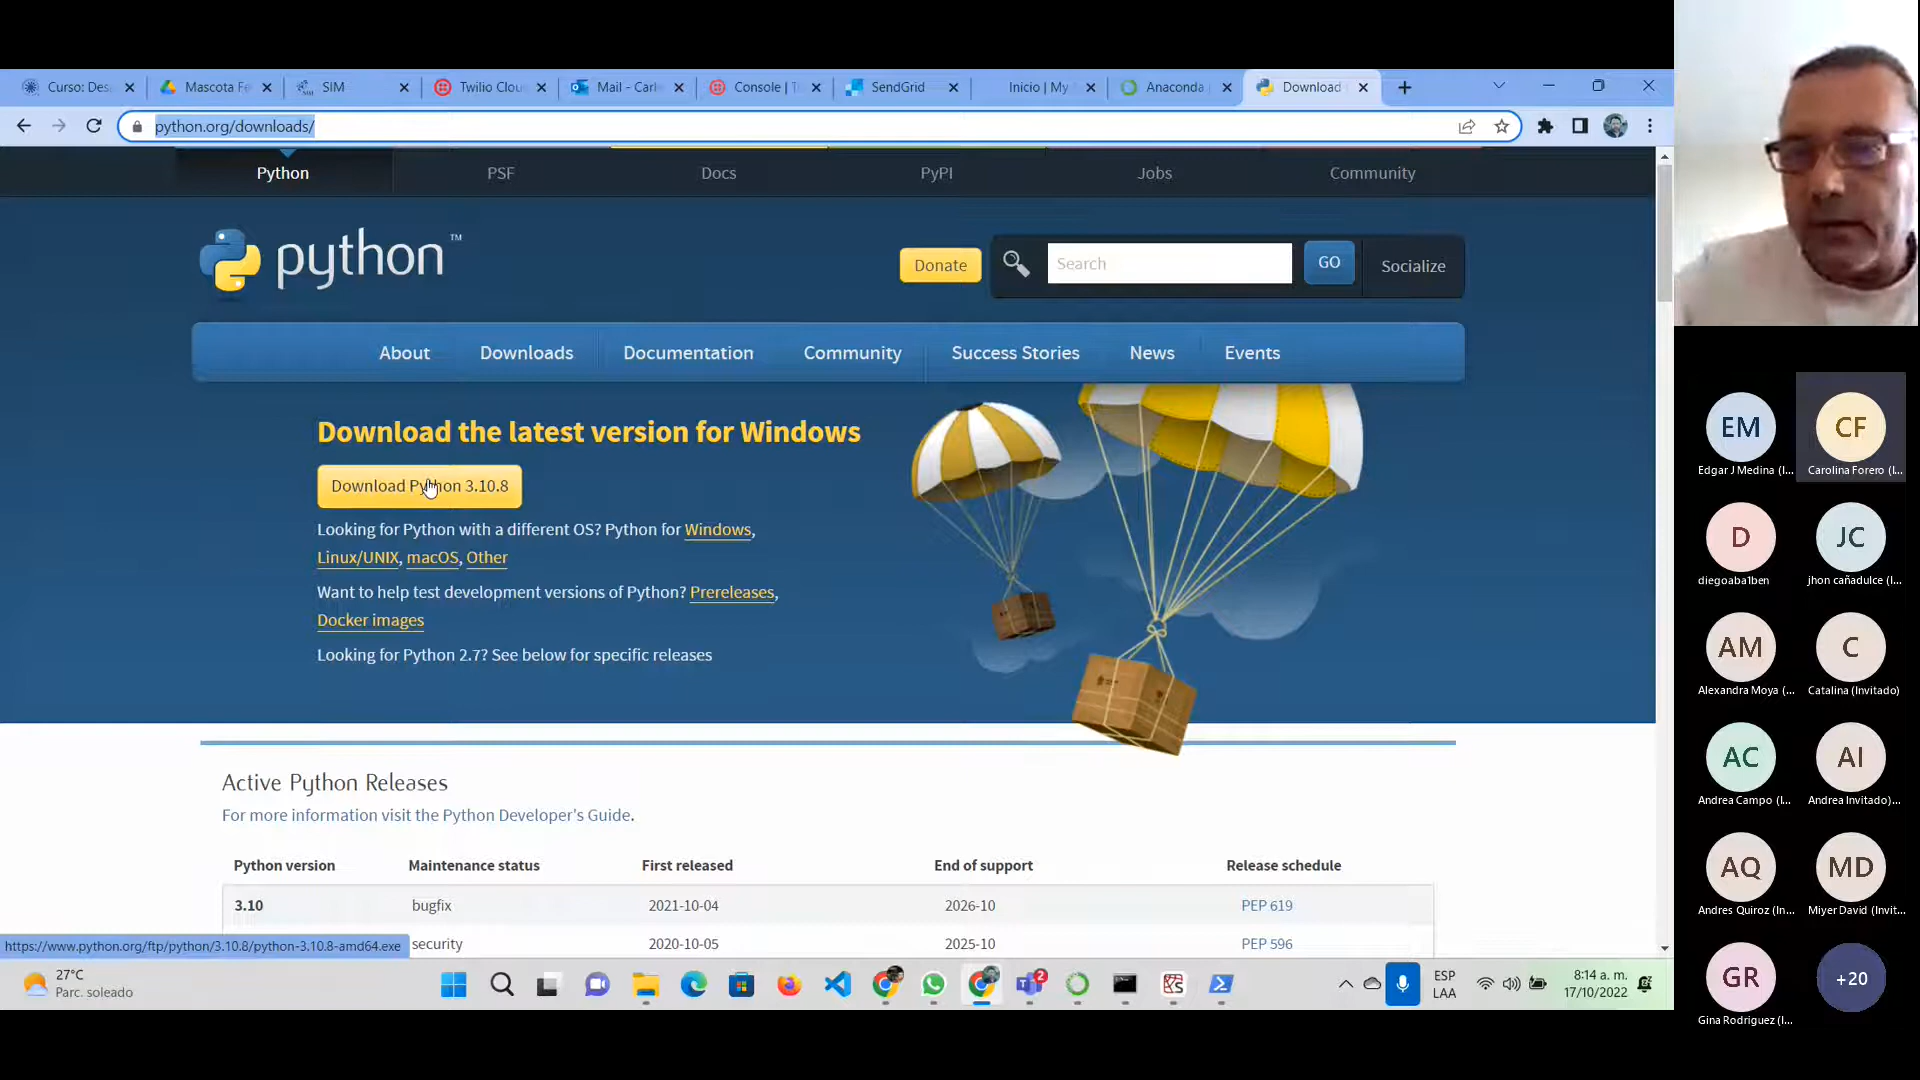 Curso: Des
Mascota Fe
SIM
Twilio Clou
Mail - Carl
Console | T
SendGrid
Inicio | My
Anaconda
Download
python.org/downloads/
Python
PSF
Docs
PyPI
Jobs
Community
python™
Donate
Search
GO
Socialize
About
Downloads
Documentation
Community
Success Stories
News
Events
Download the latest version for Windows
Download Python 3.10.8
Looking for Python with a different OS? Python for Windows,
Linux/UNIX, macOS, Other
Want to help test development versions of Python? Prereleases,
Docker images
Looking for Python 2.7? See below for specific releases
Active Python Releases
For more information visit the Python Developer's Guide.
Python version Maintenance status First released End of support Release schedule
3.10 bugfix 2021-10-04 2026-10 PEP 619
security 2020-10-05 2025-10 PEP 596
https://www.python.org/ftp/python/3.10.8/python-3.10.8-amd64.exe
27°C
Parc. soleado
2
ESP
LAA
8:14 a. m.
17/10/2022
EM
Edgar J Medina (I...
CF
Carolina Forero (I...
D
diegoaba1ben
JC
jhon cañadulce (I...
AM
Alexandra Moya (...
C
Catalina (Invitado)
AC
Andrea Campo (I...
AI
Andrea Invitado)...
AQ
Andres Quiroz (In...
MD
Miyer David (Invit...
GR
Gina Rodriguez (I...
+20